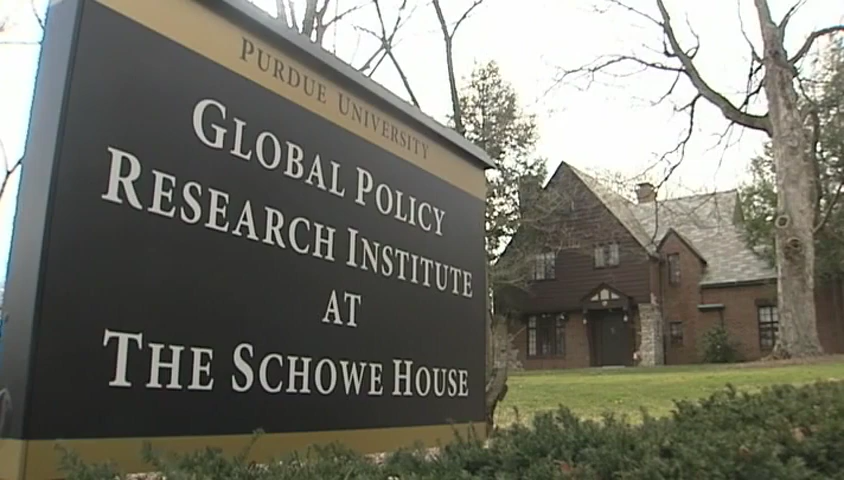 PURDUE UNIVERSITY
GLOBAL POLICY
RESEARCH INSTITUTE
AT
THE SCHOWE HOUSE